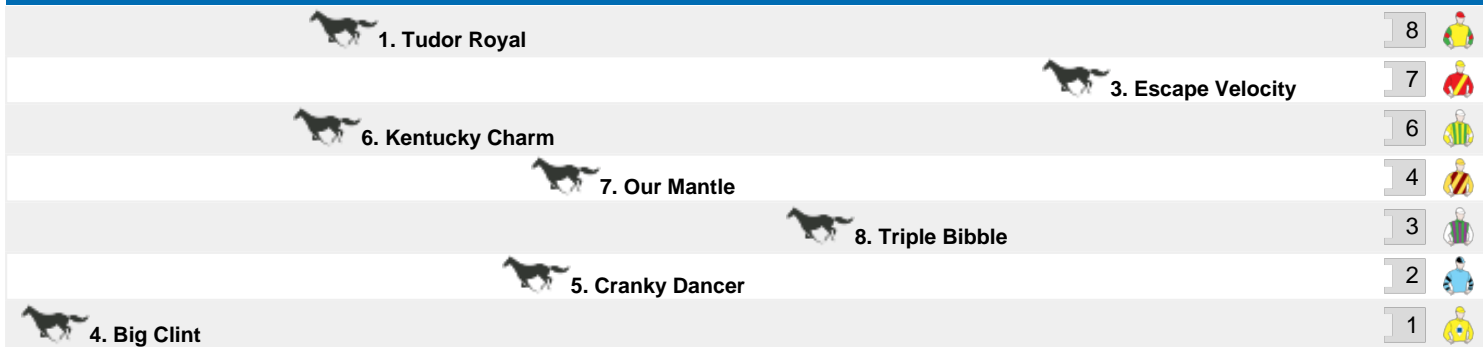 1. Tudor Royal 8
3. Escape Velocity 7
6. Kentucky Charm 6
7. Our Mantle 4
8. Triple Bibble 3
5. Cranky Dancer 2
4. Big Clint 1